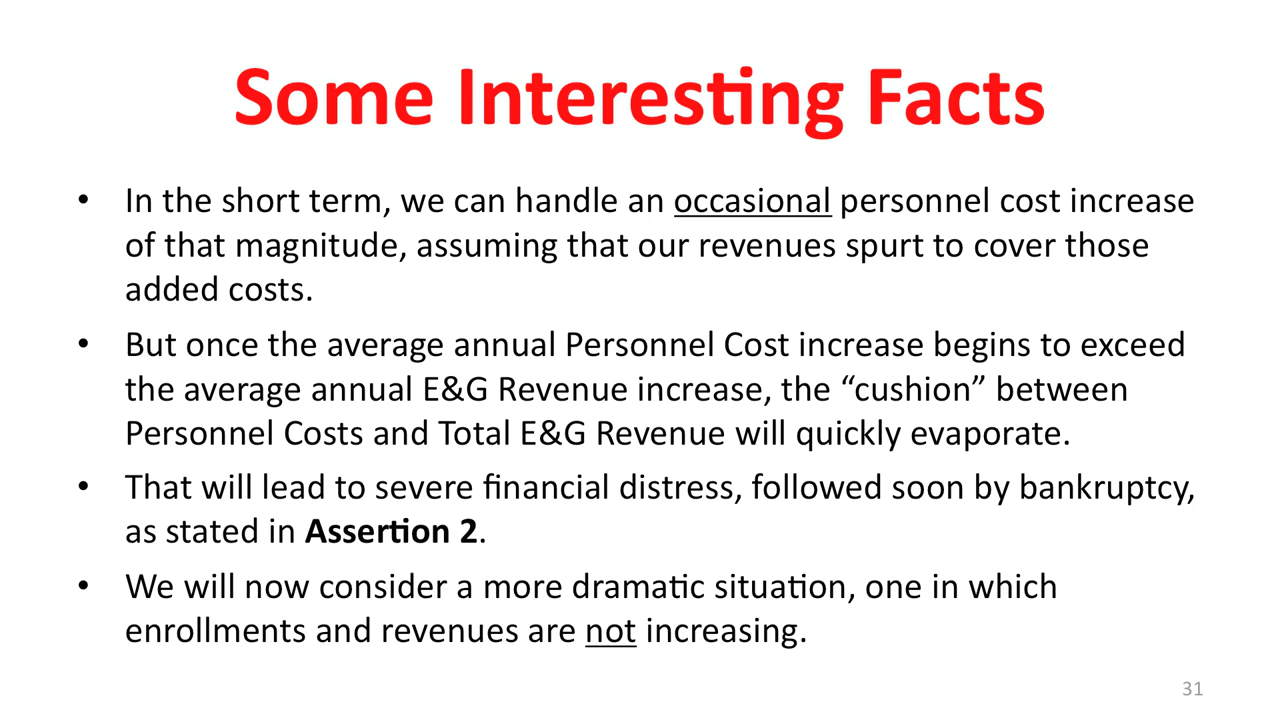 Some Interesting Facts
• In the short term, we can handle an occasional personnel cost increase
of that magnitude, assuming that our revenues spurt to cover those
added costs.
• But once the average annual Personnel Cost increase begins to exceed
the average annual E&G Revenue increase, the “cushion” between
Personnel Costs and Total E&G Revenue will quickly evaporate.
• That will lead to severe financial distress, followed soon by bankruptcy,
as stated in Assertion 2.
• We will now consider a more dramatic situation, one in which
enrollments and revenues are not increasing.
31